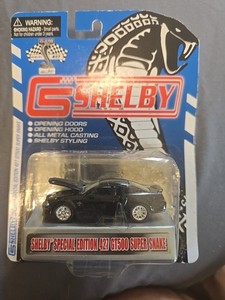 WARNING:
CHOKING HAZARD - Small parts.
Not for children under 3 years.
SHELBY
• OPENING DOORS
• OPENING HOOD
• ALL METAL CASTING
• SHELBY STYLING
SHELBY SPECIAL EDITION 427 GT500 SUPER SNAKE